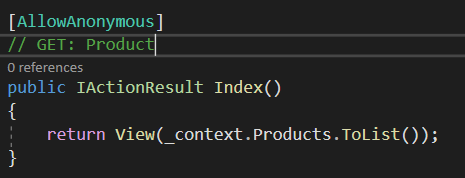 [AllowAnonymous]
// GET: Product
0 references
public IActionResult Index()
{
    return View(_context.Products.ToList());
}